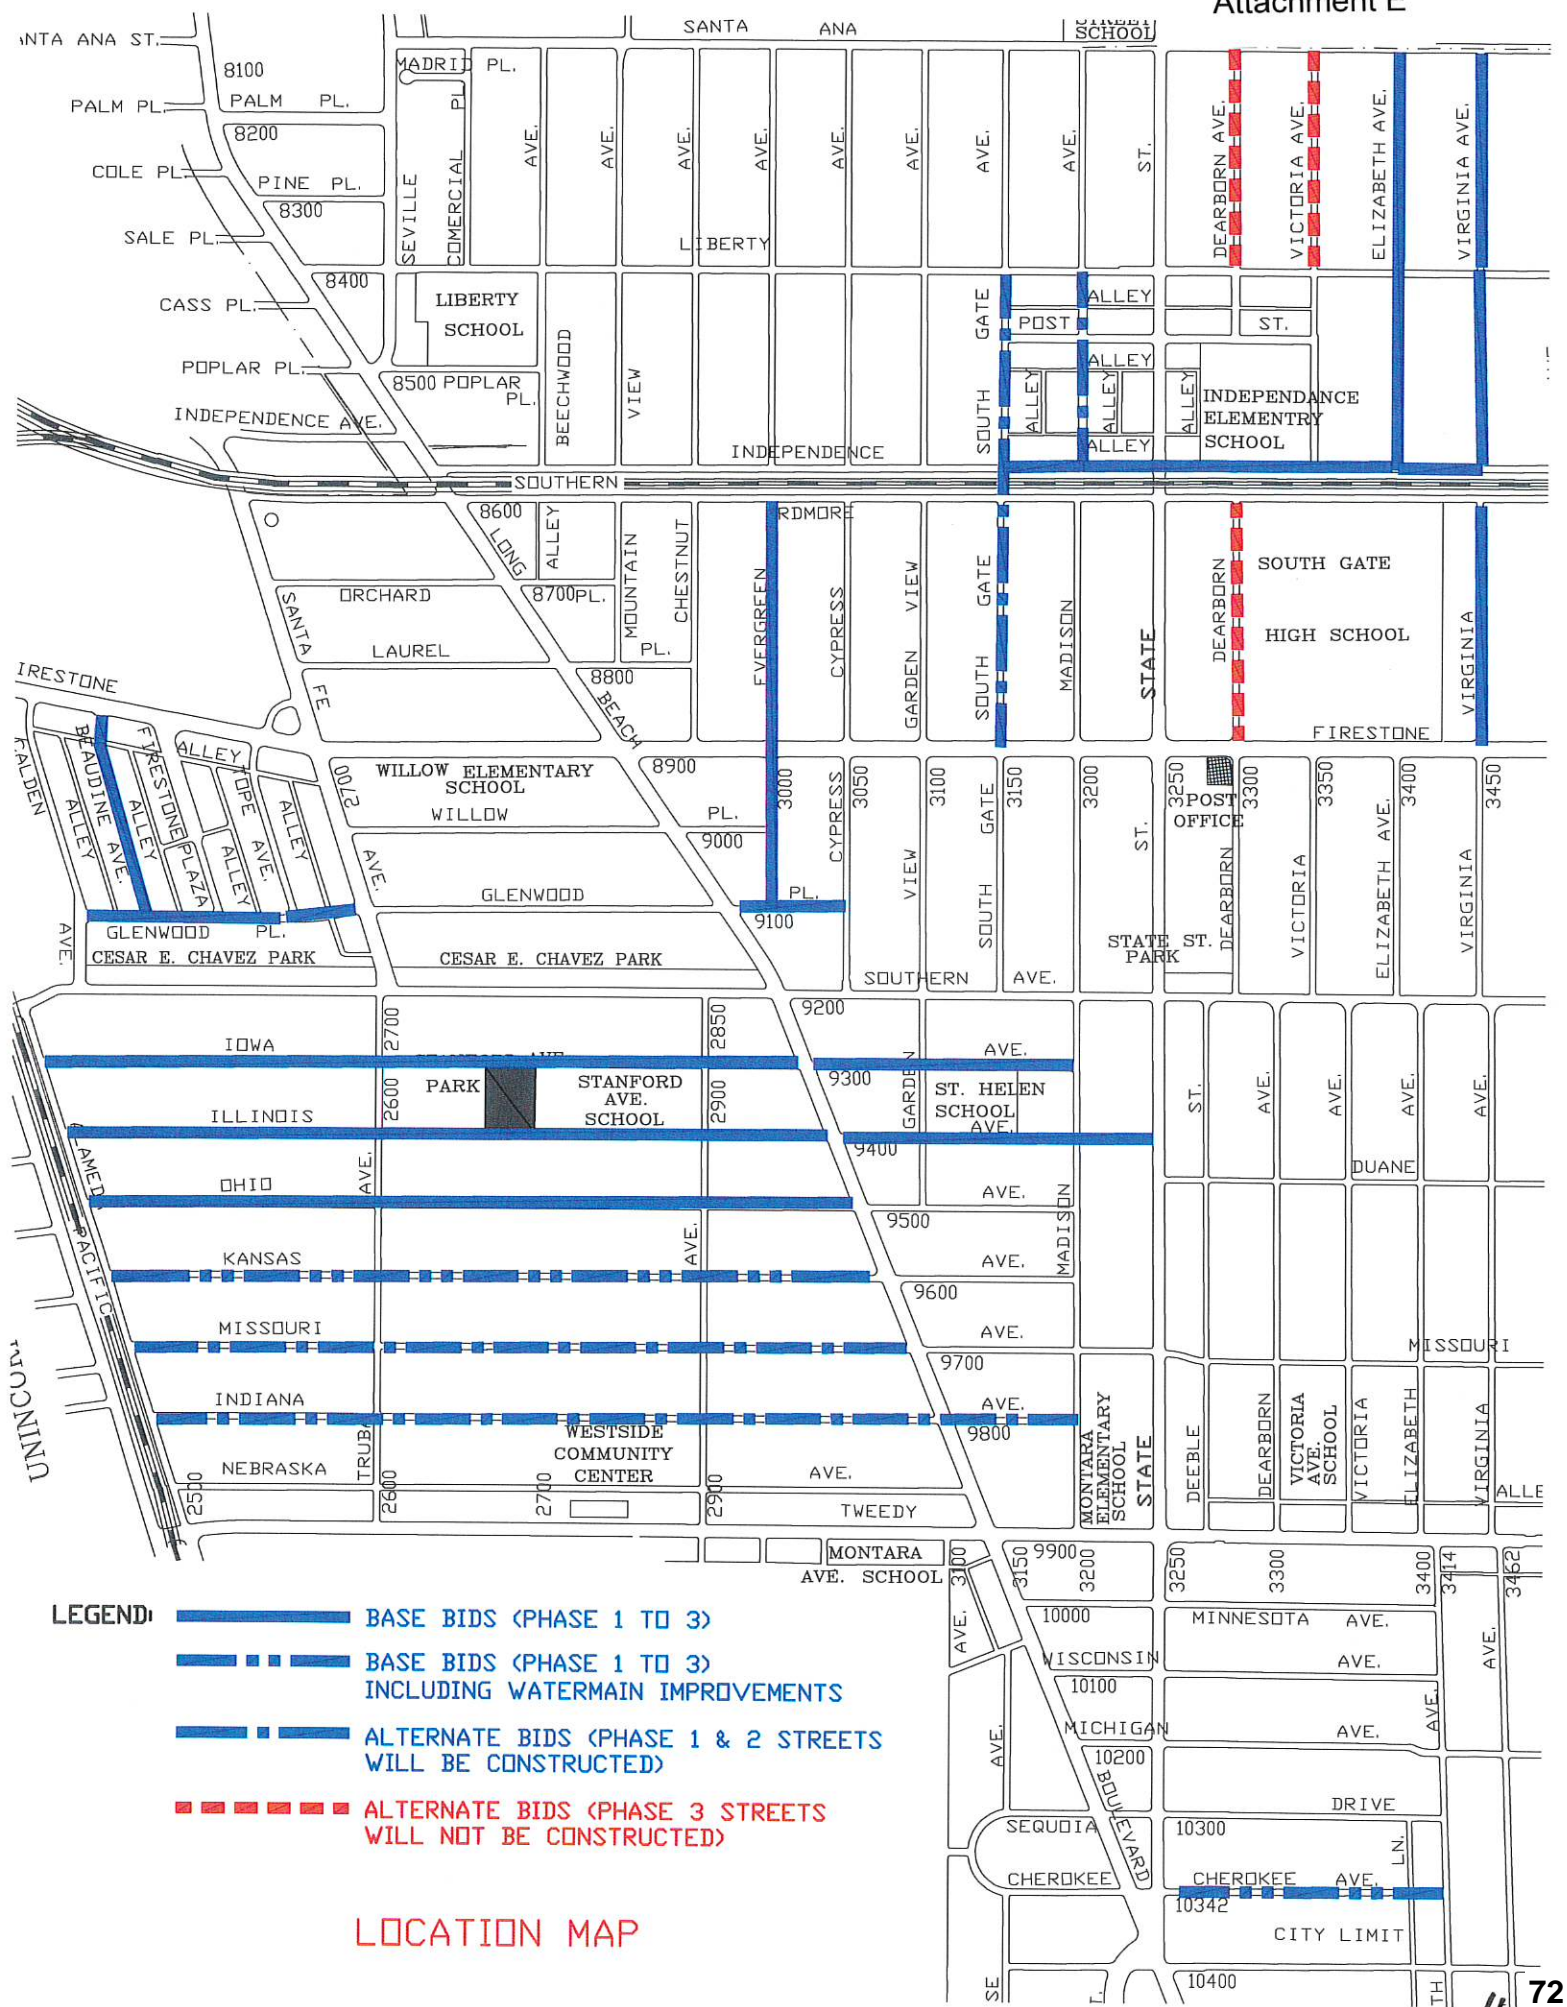 Attachment E
SANTA ANA
STREET
SCHOOL
NTA ANA ST.
8100
MADRID PL.
PALM PL.
PALM PL.
8200
COLE PL.
PINE PL.
8300
SALE PL.
SEVILLE
COMERCIAL PL
AVE.
AVE.
AVE.
AVE.
AVE.
AVE.
AVE.
AVE.
ST.
DEARBORN AVE.
VICTORIA AVE.
ELIZABETH AVE.
VIRGINIA AVE.
LIBERTY
8400
CASS PL.
LIBERTY
SCHOOL
ALLEY
POST
ST.
ALLEY
POPLAR PL.
8500 POPLAR
PL.
BEECHWOOD
VIEW
SOUTH GATE
ALLEY
ALLEY
ALLEY
INDEPENDANCE
ELEMENTRY
SCHOOL
INDEPENDENCE AVE.
ALLEY
INDEPENDENCE
SOUTHERN
8600
LONG
ALLEY
RDMORE
MOUNTAIN
CHESTNUT
EVERGREEN
CYPRESS
GARDEN VIEW
SOUTH GATE
SOUTH GATE
MADISON
STATE
DEARBORN
SOUTH GATE
HIGH SCHOOL
VIRGINIA
SANTA
ORCHARD
8700PL.
LAUREL
PL.
IRESTONE
FE
8800
BEACH
FIRESTONE
ALDEN
ALLEY
BEAUDINE AVE.
ALLEY
FIRESTONE
PLAZA
ALLEY
ALLEY
TOPE AVE.
ALLEY
2700
WILLOW ELEMENTARY
SCHOOL
WILLOW
8900
PL.
9000
3000
CYPRESS
3050
3100
VIEW
GATE
SOUTH
3150
3200
ST.
3250
POST
OFFICE
3300
3350
3400
3450
DEARBORN
VICTORIA
ELIZABETH AVE.
VIRGINIA
AVE.
GLENWOOD
PL.
9100
AVE.
GLENWOOD PL.
CESAR E. CHAVEZ PARK
CESAR E. CHAVEZ PARK
STATE ST.
PARK
SOUTHERN AVE.
9200
2700
2850
IOWA
AVE.
9300
2600
PARK
STANFORD
AVE.
SCHOOL
2900
GARDEN
ST. HELEN
SCHOOL
AVE.
ST.
AVE.
AVE.
AVE.
AVE.
ILLINOIS
9400
DUANE
AVE.
OHIO
AVE.
9500
PACIFIC
KANSAS
AVE.
AVE.
MADISON
9600
MISSOURI
AVE.
MISSOURI
9700
UNINCOR
INDIANA
AVE.
9800
TRUBA
WESTSIDE
COMMUNITY
CENTER
MONTARA
ELEMENTARY
SCHOOL
STATE
DEEBLE
DEARBORN
VICTORIA
AVE.
SCHOOL
VICTORIA
ELIZABETH
VIRGINIA
NEBRASKA
AVE.
2500
2600
2700
2900
TWEEDY
ALLE
MONTARA
AVE. SCHOOL
3100
3150
9900
3200
3250
3300
3400
3414
3462
LEGEND:
BASE BIDS (PHASE 1 TO 3)
BASE BIDS (PHASE 1 TO 3)
INCLUDING WATERMAIN IMPROVEMENTS
ALTERNATE BIDS (PHASE 1 & 2 STREETS
WILL BE CONSTRUCTED)
ALTERNATE BIDS (PHASE 3 STREETS
WILL NOT BE CONSTRUCTED)
AVE.
10000
MINNESOTA AVE.
AVE.
WISCONSIN
AVE.
10100
AVE.
MICHIGAN
AVE.
AVE.
10200
BOULEVARD
DRIVE
SEQUOIA
10300
LN.
CHEROKEE
CHEROKEE AVE.
10342
CITY LIMIT
LOCATION MAP
10400
SE
TH
72